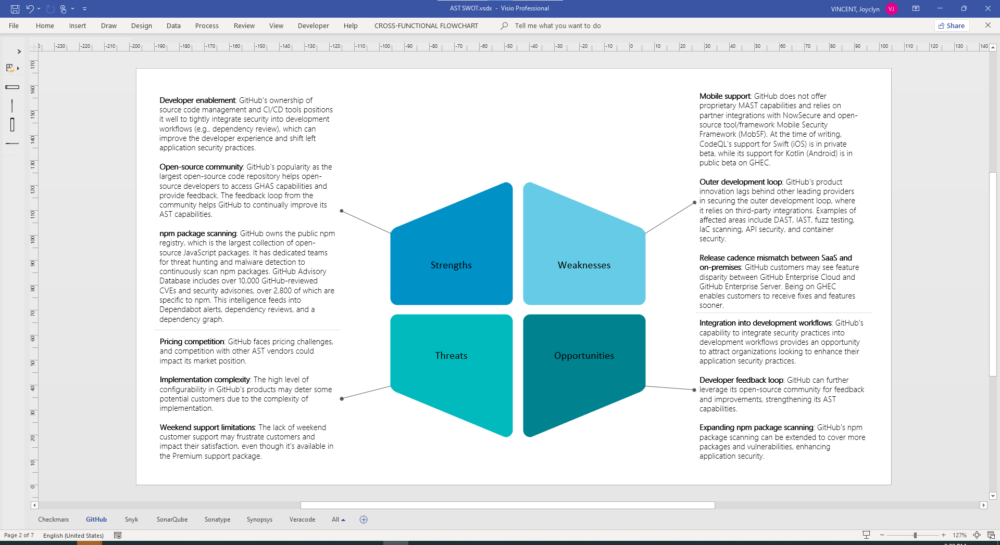 AST SWOT.vsdx - Visio Professional
VINCENT, Joyclyn
VJ
File Home Insert Draw Design Data Process Review View Developer Help CROSS-FUNCTIONAL FLOWCHART Tell me what you want to do Share
-230 -220 -210 -200 -190 -180 -170 -160 -150 -140 -130 -120 -110 -100 -90 -80 -70 -60 -50 -40 -30 -20 -10 0 10 20 30 40 50 60 70 80 90 100 110 120 130 140
170
160
150
140
130
120
110
100
90
80
70
60
50
40
30
20
10
0
Developer enablement: GitHub's ownership of
source code management and CI/CD tools positions
it well to tightly integrate security into development
workflows (e.g., dependency review), which can
improve the developer experience and shift left
application security practices.
Open-source community: GitHub's popularity as the
largest open-source code repository helps open-
source developers to access GHAS capabilities and
provide feedback. The feedback loop from the
community helps GitHub to continually improve its
AST capabilities.
npm package scanning: GitHub owns the public npm
registry, which is the largest collection of open-
source JavaScript packages. It has dedicated teams
for threat hunting and malware detection to
continuously scan npm packages. GitHub Advisory
Database includes over 10,000 GitHub-reviewed
CVEs and security advisories, over 2,800 of which are
specific to npm. This intelligence feeds into
Dependabot alerts, dependency reviews, and a
dependency graph.
Pricing competition: GitHub faces pricing challenges,
and competition with other AST vendors could
impact its market position.
Implementation complexity: The high level of
configurability in GitHub's products may deter some
potential customers due to the complexity of
implementation.
Weekend support limitations: The lack of weekend
customer support may frustrate customers and
impact their satisfaction, even though it's available in
the Premium support package.
Strengths
Weaknesses
Threats
Opportunities
Mobile support: GitHub does not offer
proprietary MAST capabilities and relies on
partner integrations with NowSecure and open-
source tool/framework Mobile Security
Framework (MobSF). At the time of writing,
CodeQL's support for Swift (iOS) is in private
beta, while its support for Kotlin (Android) is in
public beta on GHEC.
Outer development loop: GitHub's product
innovation lags behind other leading providers
in securing the outer development loop, where
it relies on third-party integrations. Examples of
affected areas include DAST, IAST, fuzz testing,
IaC scanning, API security, and container
security.
Release cadence mismatch between SaaS and
on-premises: GitHub customers may see feature
disparity between GitHub Enterprise Cloud and
GitHub Enterprise Server. Being on GHEC
enables customers to receive fixes and features
sooner.
Integration into development workflows: GitHub's
capability to integrate security practices into
development workflows provides an opportunity
to attract organizations looking to enhance their
application security practices.
Developer feedback loop: GitHub can further
leverage its open-source community for feedback
and improvements, strengthening its AST
capabilities.
Expanding npm package scanning: GitHub's npm
package scanning can be extended to cover more
packages and vulnerabilities, enhancing
application security.
Checkmarx GitHub Snyk SonarQube Sonatype Synopsys Veracode All
Page 2 of 7 English (United States) 127%